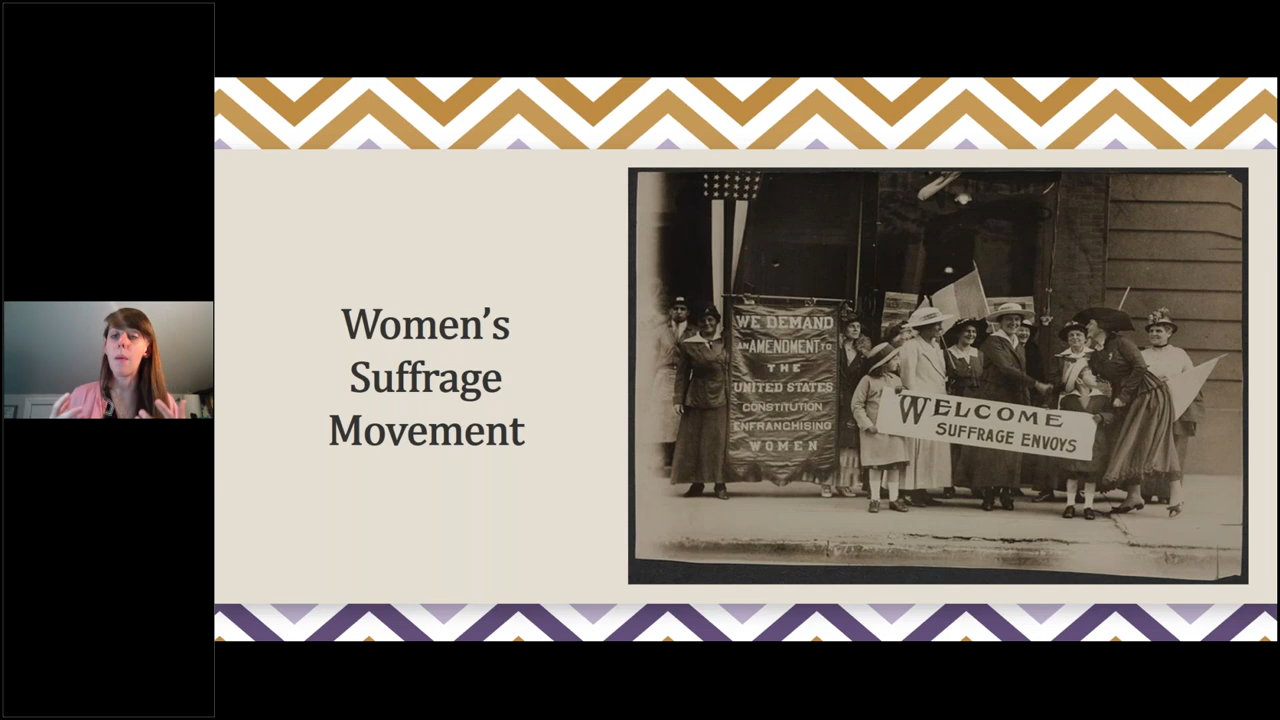 Women’s
Suffrage
Movement
WE DEMAND
AN AMENDMENT TO
THE
UNITED STATES
CONSTITUTION
ENFRANCHISING
WOMEN
WELCOME
SUFFRAGE ENVOYS